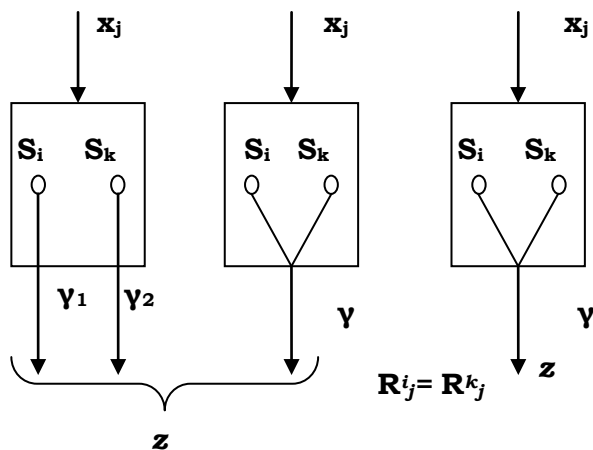 xⱼ xⱼ xⱼ
Sᵢ Sₖ Sᵢ Sₖ Sᵢ Sₖ
γ₁ γ₂ γ γ
z Rⁱⱼ= Rᵏⱼ
z